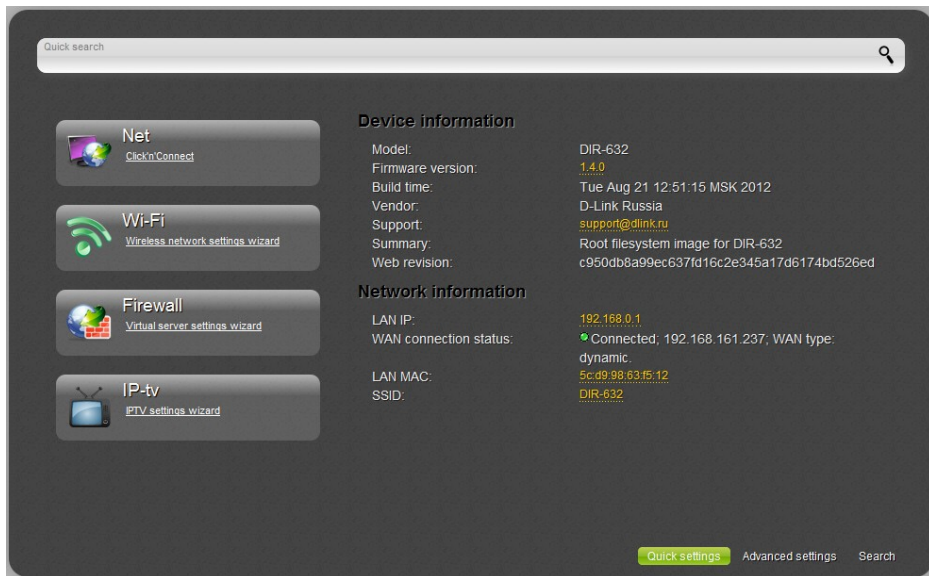 Quick search
Net
Click'n'Connect
Wi-Fi
Wireless network settings wizard
Firewall
Virtual server settings wizard
IP-tv
IPTV settings wizard
Device information
Model: DIR-632
Firmware version: 1.4.0
Build time: Tue Aug 21 12:51:15 MSK 2012
Vendor: D-Link Russia
Support: support@dlink.ru
Summary: Root filesystem image for DIR-632
Web revision: c950db8a99ec637fd16c2e345a17d6174bd526ed
Network information
LAN IP: 192.168.0.1
WAN connection status: Connected; 192.168.161.237; WAN type:
dynamic.
LAN MAC: 5c:d9:98:63:f5:12
SSID: DIR-632
Quick settings Advanced settings Search